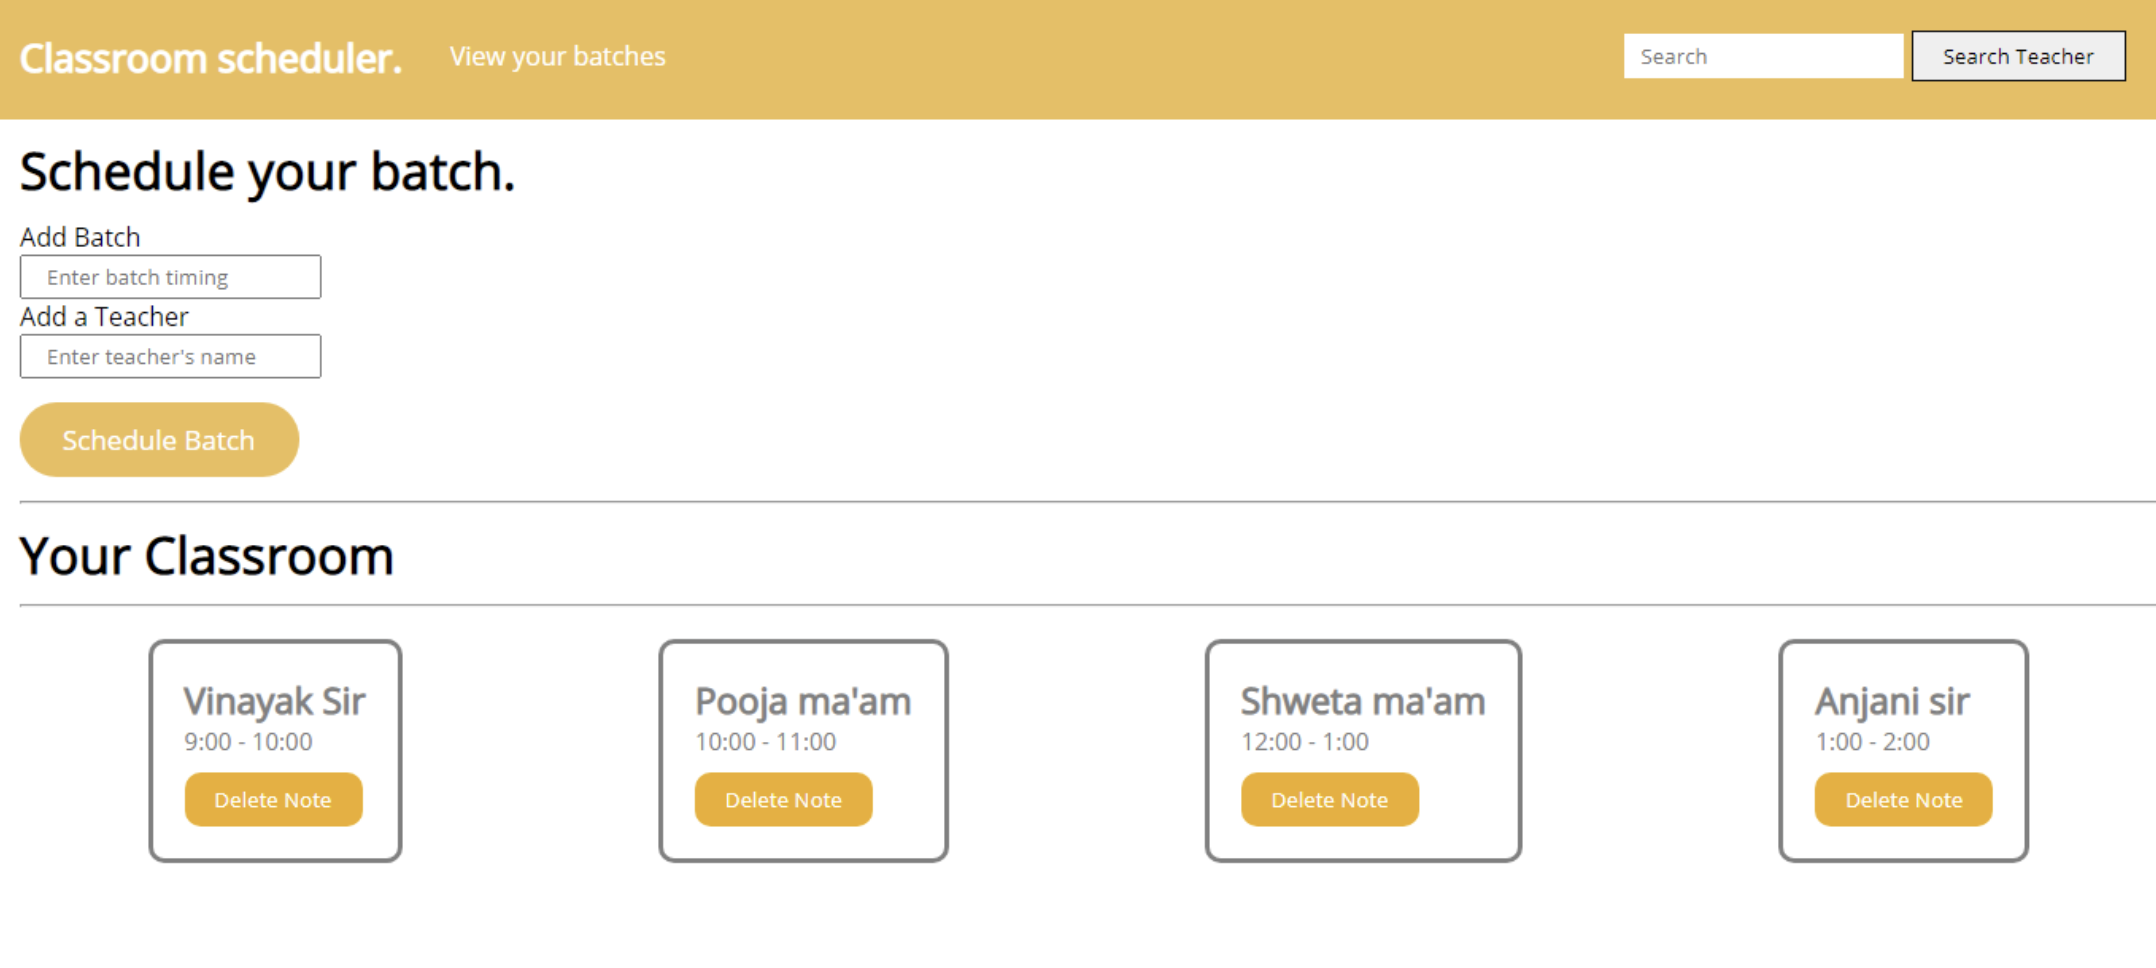 Classroom scheduler. View your batches Search Search Teacher
Schedule your batch.
Add Batch
Enter batch timing
Add a Teacher
Enter teacher's name
Schedule Batch
Your Classroom
Vinayak Sir
9:00 - 10:00
Delete Note
Pooja ma'am
10:00 - 11:00
Delete Note
Shweta ma'am
12:00 - 1:00
Delete Note
Anjani sir
1:00 - 2:00
Delete Note